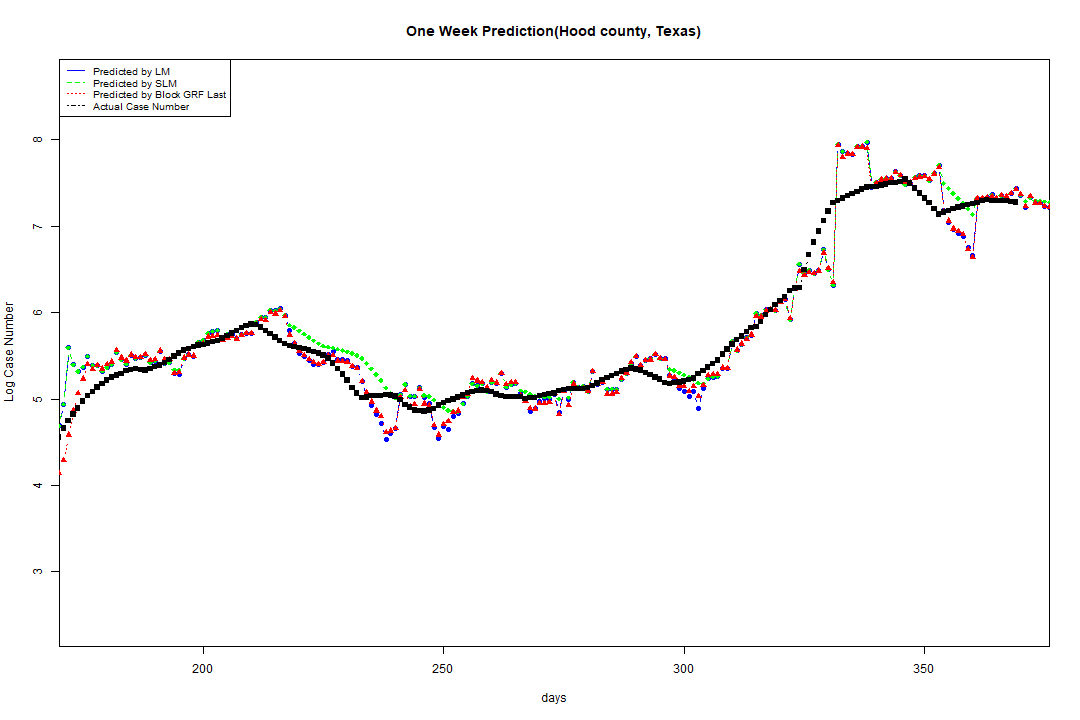 One Week Prediction(Hood county, Texas)
Predicted by LM
Predicted by SLM
Predicted by Block GRF Last
Actual Case Number
8
7
6
5
4
3
Log Case Number
200 250 300 350
days